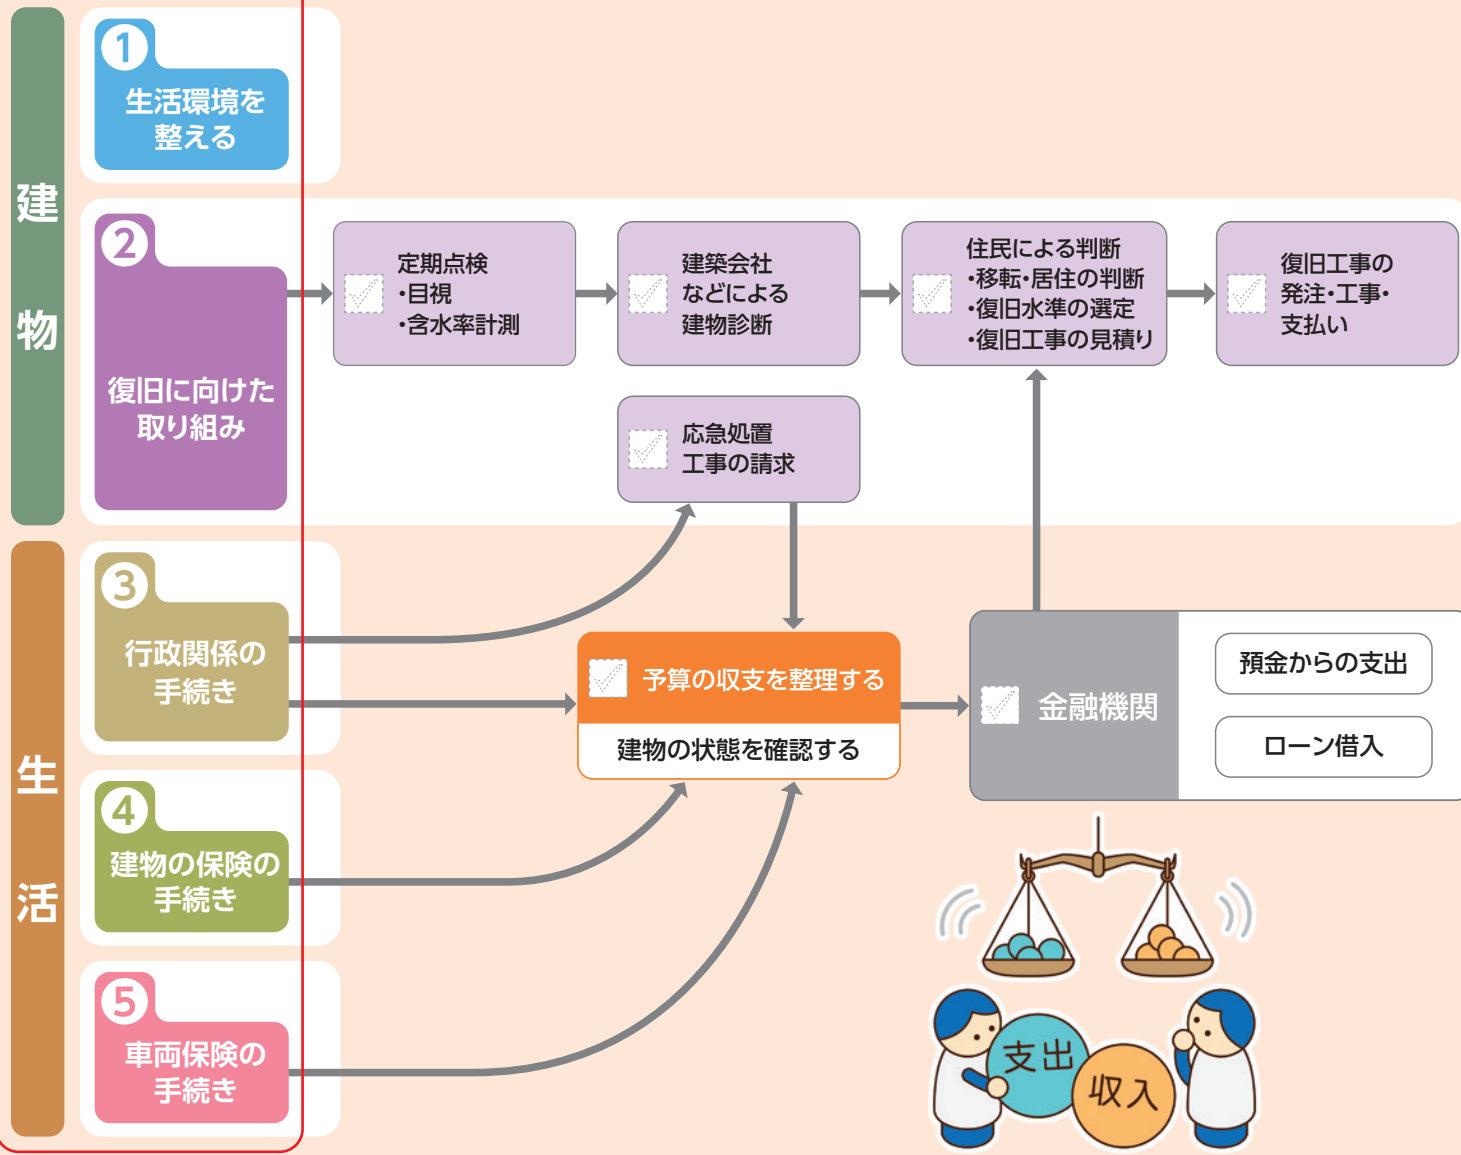 建物
①
生活環境を
整える
②
復旧に向けた
取り組み
定期点検
・目視
・含水率計測
建築会社
などによる
建物診断
住民による判断
・移転・居住の判断
・復旧水準の選定
・復旧工事の見積り
復旧工事の
発注・工事・
支払い
応急処置
工事の請求
生活
③
行政関係の
手続き
予算の収支を整理する
建物の状態を確認する
金融機関
預金からの支出
ローン借入
④
建物の保険の
手続き
⑤
車両保険の
手続き
支出
収入